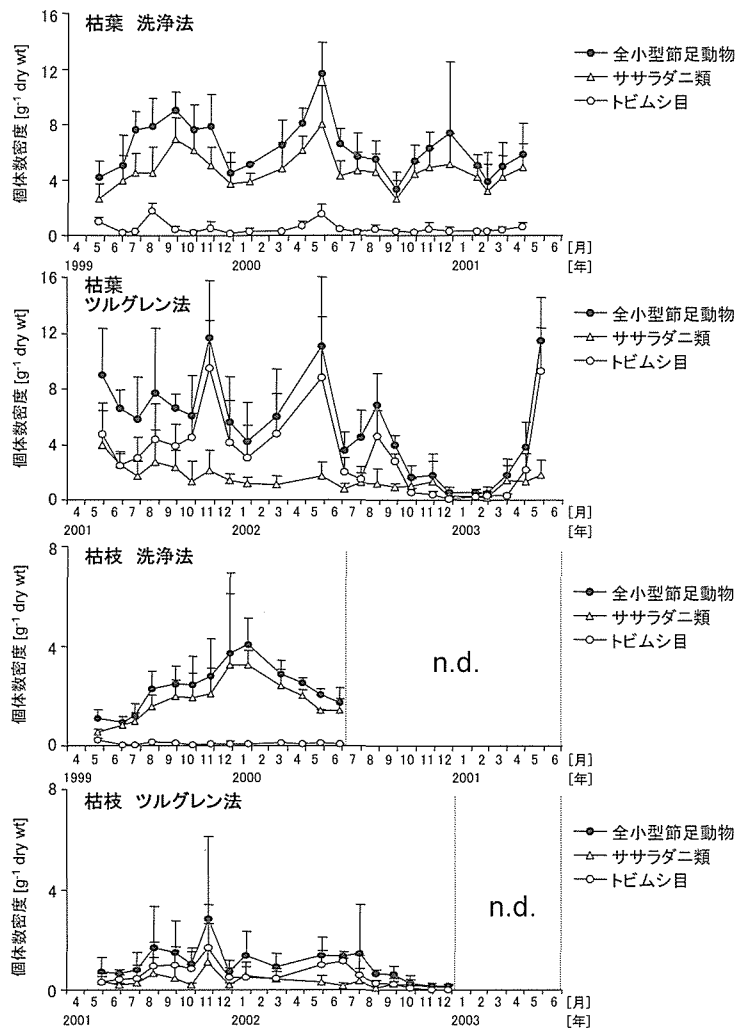 枯葉 洗浄法
個体数密度 [g-1 dry wt]
16
12
8
4
0
全小型節足動物
ササラダニ類
トビムシ目
4 5 6 7 8 9 10 11 12 1 2 3 4 5 6 7 8 9 10 11 12 1 2 3 4 5 6 [月]
1999 2000 2001 [年]
枯葉
ツルグレン法
個体数密度 [g-1 dry wt]
16
12
8
4
0
全小型節足動物
ササラダニ類
トビムシ目
4 5 6 7 8 9 10 11 12 1 2 3 4 5 6 7 8 9 10 11 12 1 2 3 4 5 6 [月]
2001 2002 2003 [年]
枯枝 洗浄法
個体数密度 [g-1 dry wt]
8
4
0
n.d.
全小型節足動物
ササラダニ類
トビムシ目
4 5 6 7 8 9 10 11 12 1 2 3 4 5 6 7 8 9 10 11 12 1 2 3 4 5 6 [月]
1999 2000 2001 [年]
枯枝 ツルグレン法
個体数密度 [g-1 dry wt]
8
4
0
n.d.
全小型節足動物
ササラダニ類
トビムシ目
4 5 6 7 8 9 10 11 12 1 2 3 4 5 6 7 8 9 10 11 12 1 2 3 4 5 6 [月]
2001 2002 2003 [年]